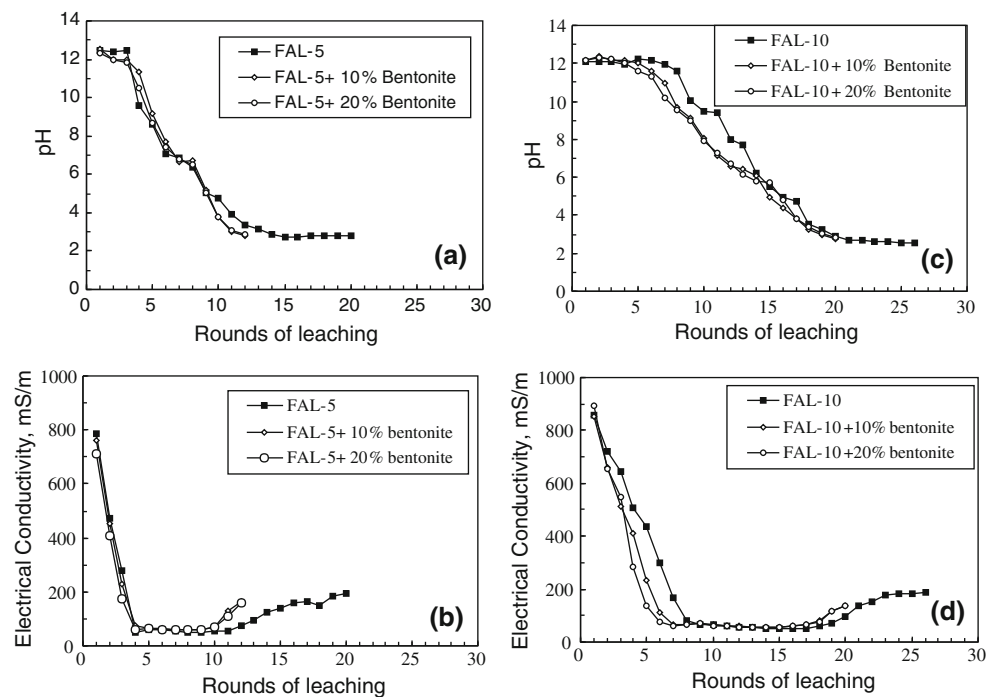 14
12
10
8
6
4
2
0
pH
FAL-5
FAL-5+ 10% Bentonite
FAL-5+ 20% Bentonite
(a)
0 5 10 15 20 25 30
Rounds of leaching
14
12
10
8
6
4
2
0
pH
FAL-10
FAL-10+10% Bentonite
FAL-10+20% Bentonite
(c)
0 5 10 15 20 25 30
Rounds of leaching
1000
800
600
400
200
0
Electrical Conductivity, mS/m
FAL-5
FAL-5+ 10% bentonite
FAL-5+ 20% bentonite
(b)
0 5 10 15 20 25 30
Rounds of leaching
1000
800
600
400
200
0
Electrical Conductivity, mS/m
FAL-10
FAL-10+10% bentonite
FAL-10+20% bentonite
(d)
0 5 10 15 20 25 30
Rounds of leaching